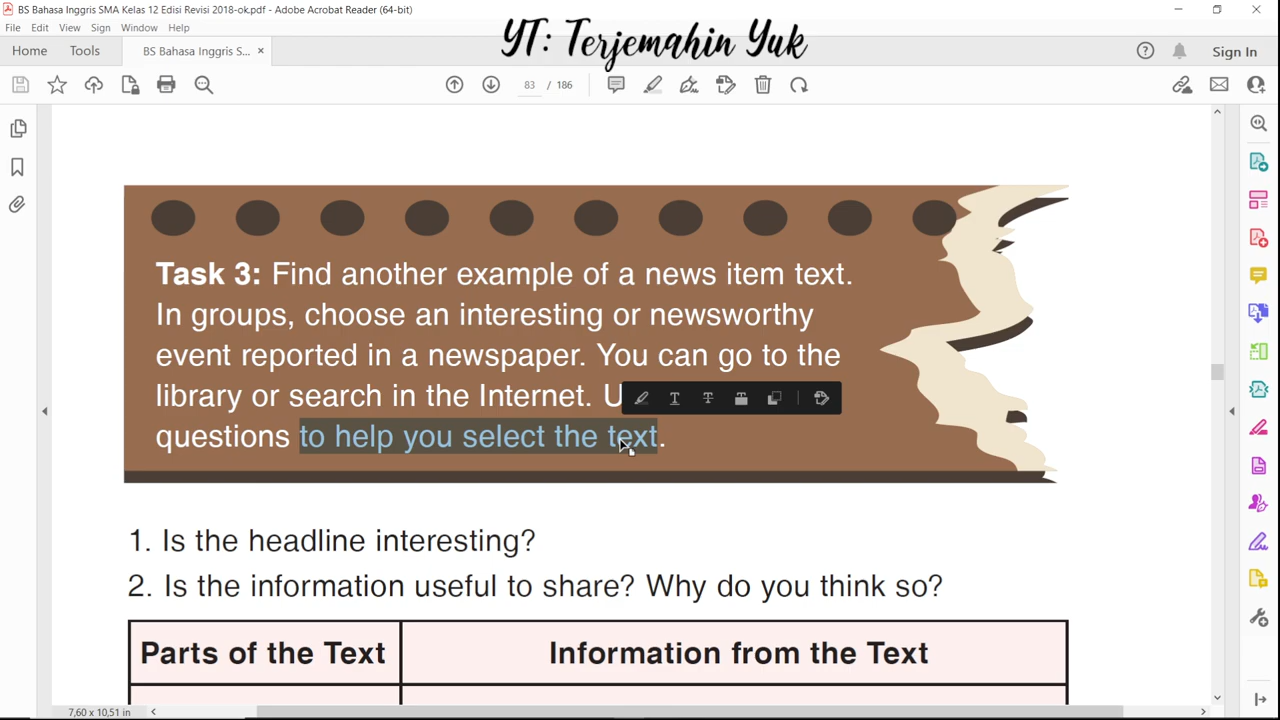 BS Bahasa Inggris SMA Kelas 12 Edisi Revisi 2018-ok.pdf - Adobe Acrobat Reader (64-bit)
YT: Terjemahin Yuk
File Edit View Sign Window Help
Home Tools BS Bahasa Inggris S... × Sign In
83 / 186
Task 3: Find another example of a news item text.
In groups, choose an interesting or newsworthy
event reported in a newspaper. You can go to the
library or search in the Internet. U
questions to help you select the text.
1. Is the headline interesting?
2. Is the information useful to share? Why do you think so?
Parts of the Text Information from the Text
7,60 x 10,51 in